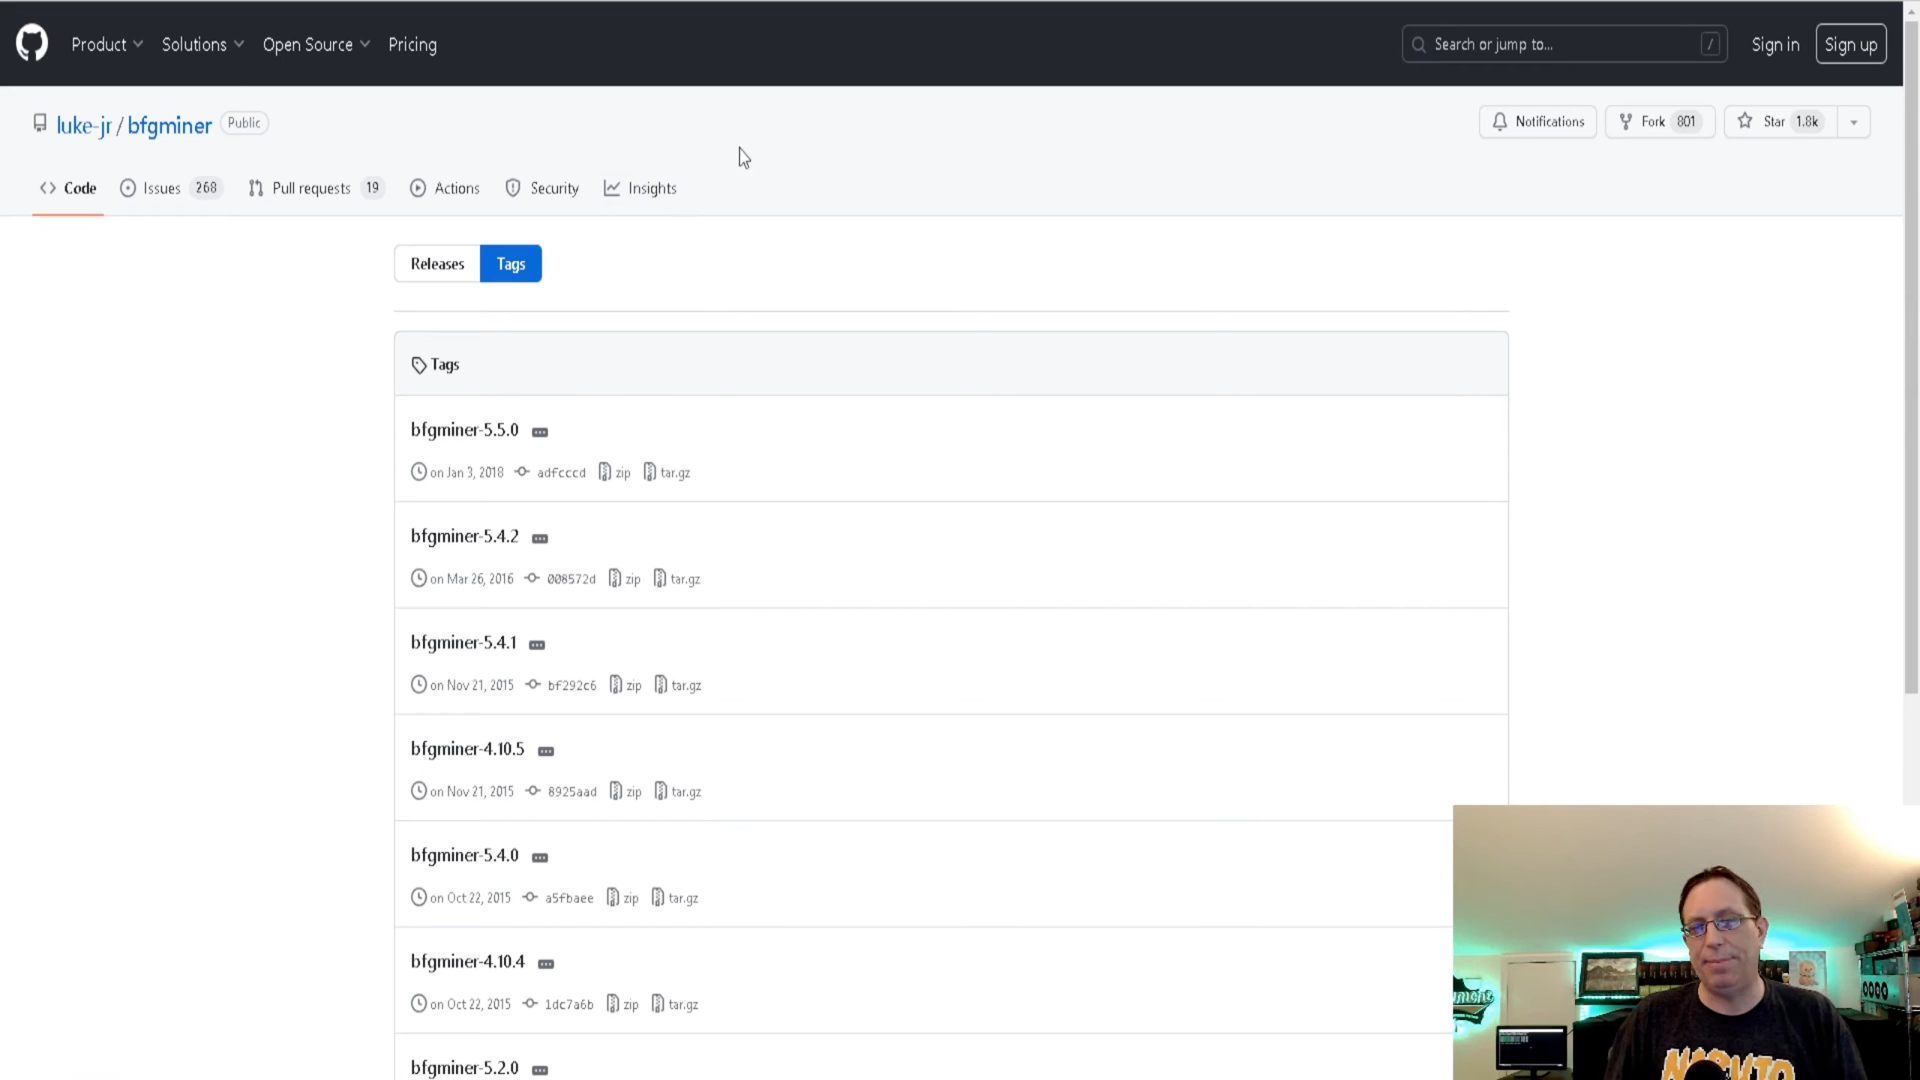 Product Solutions Open Source Pricing Search or jump to... / Sign in Sign up
luke-jr / bfgminer Public Notifications Fork 801 Star 1.8k
Code Issues 268 Pull requests 19 Actions Security Insights
Releases Tags
Tags
bfgminer-5.5.0
on Jan 3, 2018 adfcccd zip tar.gz
bfgminer-5.4.2
on Mar 26, 2016 008572d zip tar.gz
bfgminer-5.4.1
on Nov 21, 2015 bf292c6 zip tar.gz
bfgminer-4.10.5
on Nov 21, 2015 8925aad zip tar.gz
bfgminer-5.4.0
on Oct 22, 2015 a5fbaee zip tar.gz
bfgminer-4.10.4
on Oct 22, 2015 1dc7a6b zip tar.gz
bfgminer-5.2.0
NARUTO